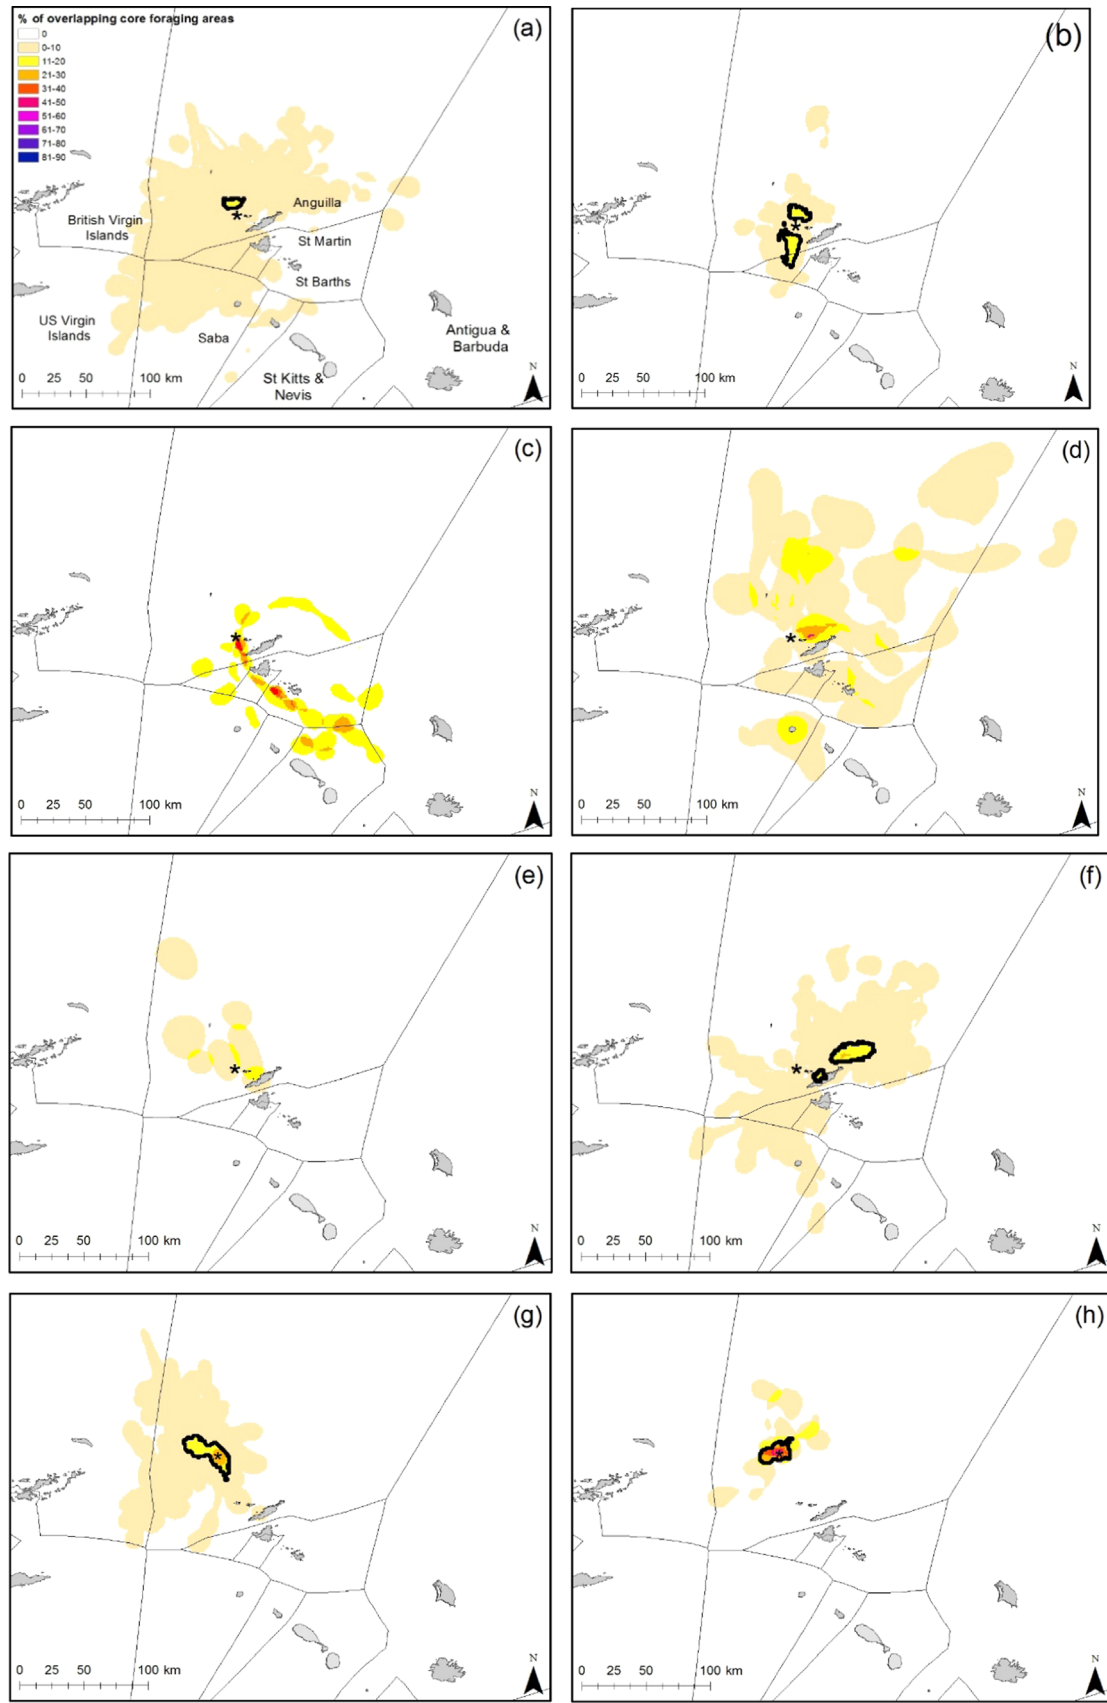 % of overlapping core foraging areas
0
0-10
11-20
21-30
31-40
41-50
51-60
61-70
71-80
81-90
(a)
Anguilla
British Virgin
Islands
St Martin
St Barths
US Virgin
Islands
Saba
Antigua &
Barbuda
St Kitts &
Nevis
0 25 50 100 km
N
(b)
0 25 50 100 km
N
(c)
0 25 50 100 km
N
(d)
0 25 50 100 km
N
(e)
0 25 50 100 km
N
(f)
0 25 50 100 km
N
(g)
0 25 50 100 km
N
(h)
0 25 50 100 km
N